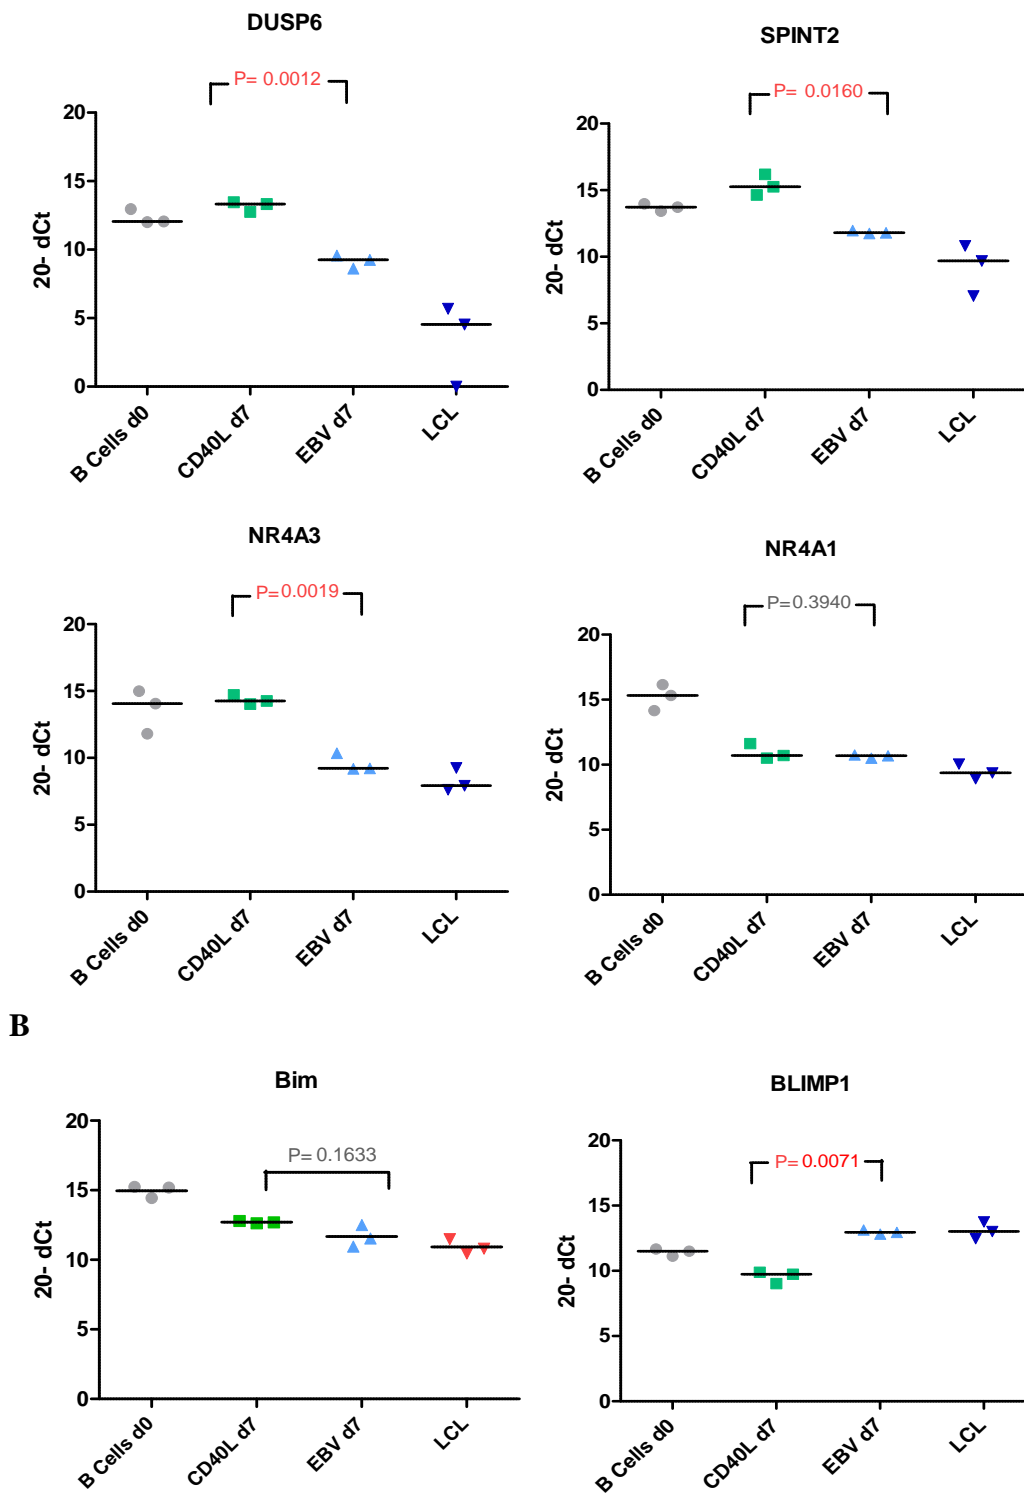 DUSP6
P= 0.0012
20- dCt
20
15
10
5
0
B Cells d0
CD40L d7
EBV d7
LCL
SPINT2
P= 0.0160
20- dCt
20
15
10
5
0
B Cells d0
CD40L d7
EBV d7
LCL
NR4A3
P= 0.0019
20- dCt
20
15
10
5
0
B Cells d0
CD40L d7
EBV d7
LCL
NR4A1
P= 0.3940
20- dCt
20
15
10
5
0
B Cells d0
CD40L d7
EBV d7
LCL
B
Bim
P= 0.1633
20- dCt
20
15
10
5
0
B Cells d0
CD40L d7
EBV d7
LCL
BLIMP1
P= 0.0071
20- dCt
20
15
10
5
0
B Cells d0
CD40L d7
EBV d7
LCL